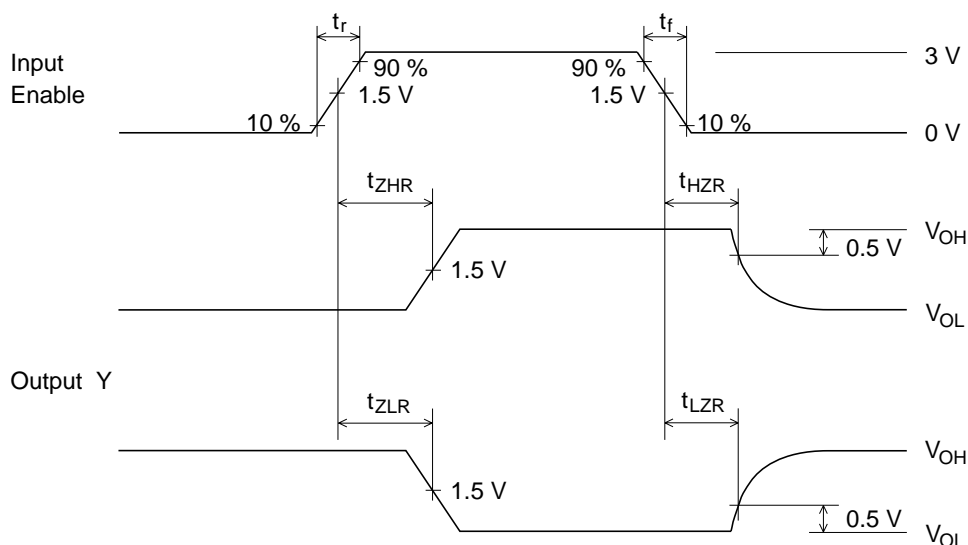 tr
tf
Input
Enable
90 %
1.5 V
10 %
90 %
1.5 V
10 %
3 V
0 V
tZHR
tHZR
1.5 V
VOH
0.5 V
VOL
Output Y
tZLR
tLZR
1.5 V
VOH
0.5 V
VOL